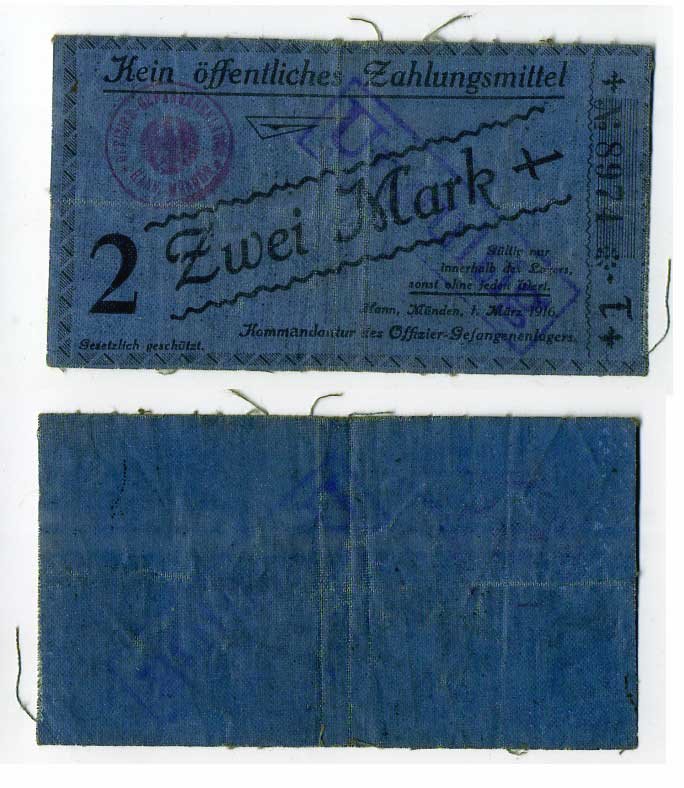 Kein öffentliches Zahlungsmittel
Zwei Mark
2
Gültig nur
innerhalb des Lagers,
sonst ohne jeden Wert.
Hann. Münden, 1. März 1916.
Kommandantur des Offizier-Gefangenenlagers.
Gesetzlich geschützt.
№ 8974
1